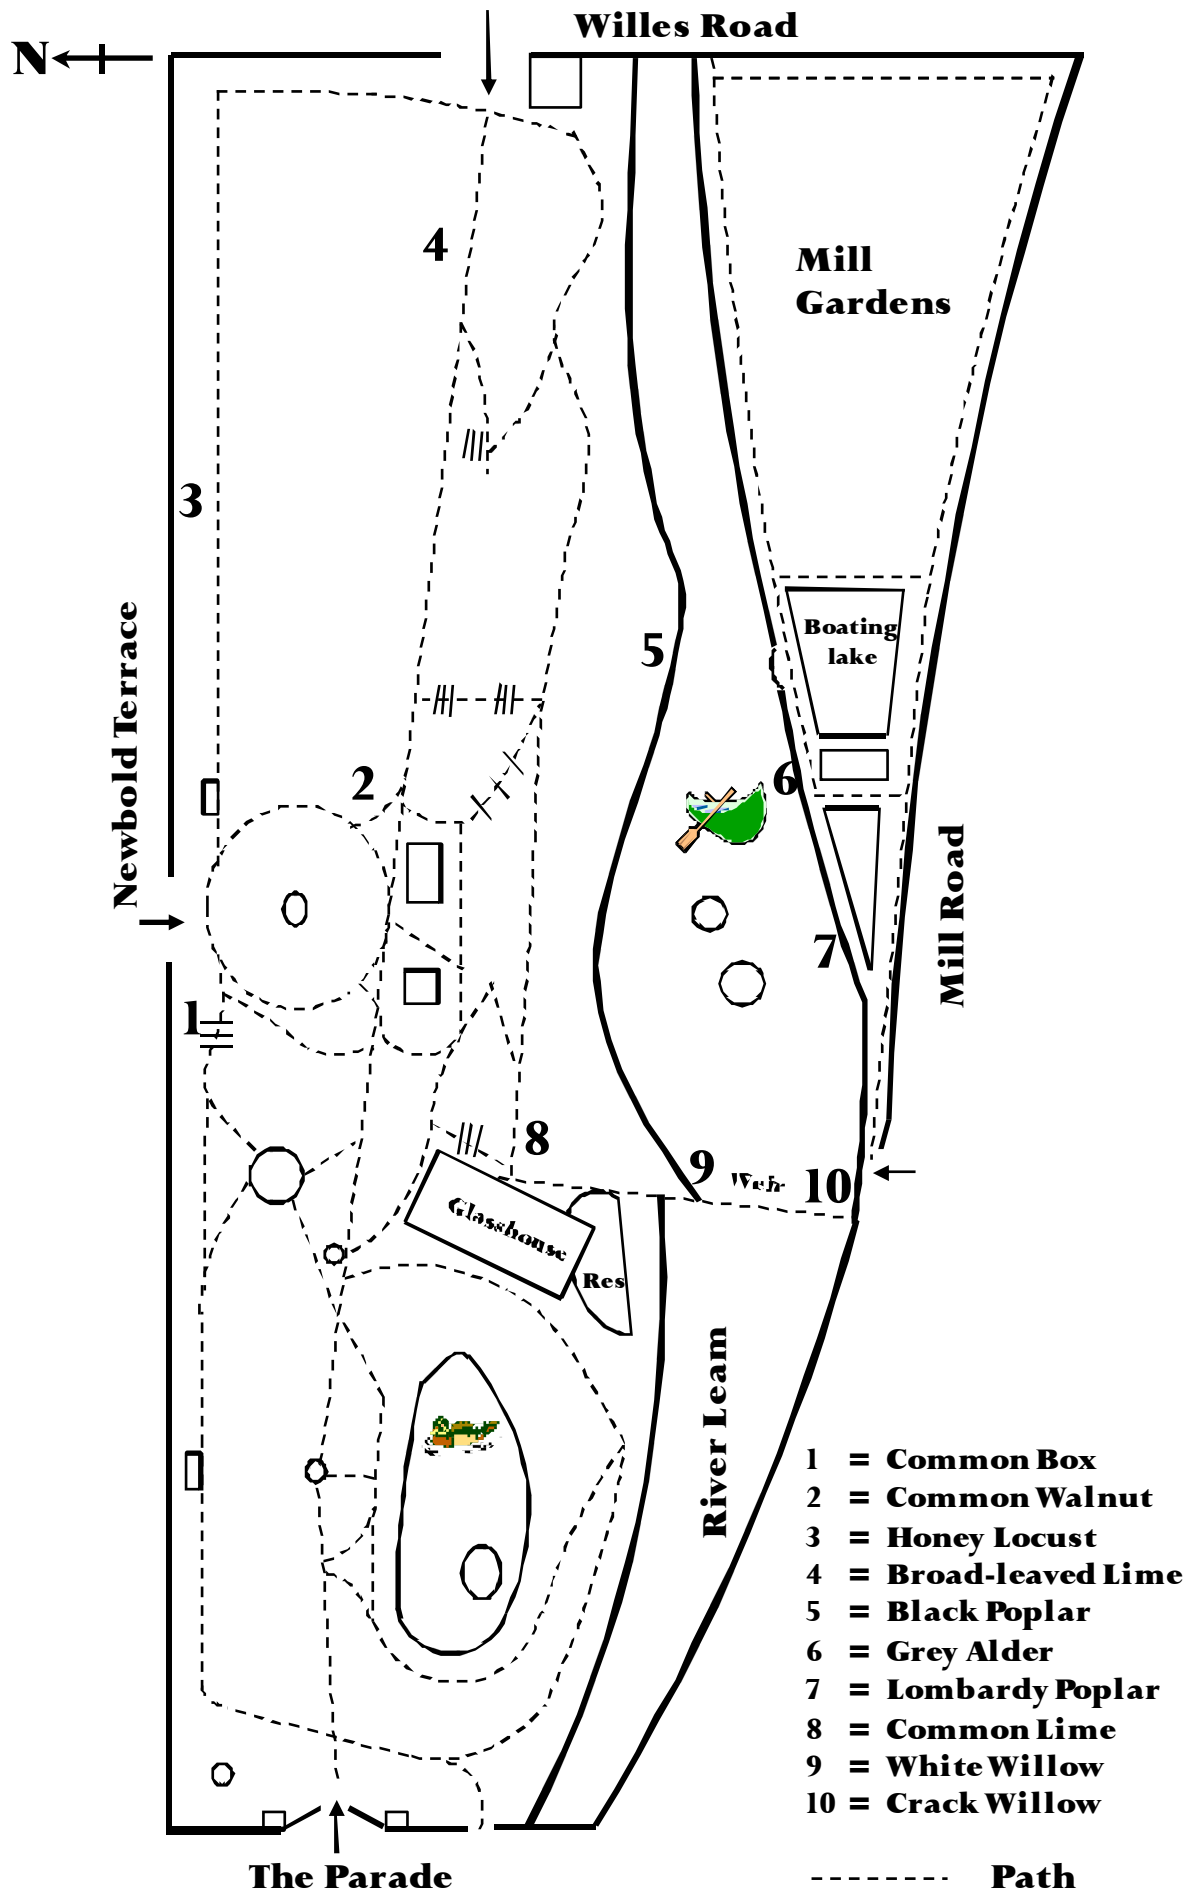 Willes Road
N
4
Mill
Gardens
3
Newbold Terrace
5
Boating
lake
2
6
Mill Road
7
1
8
9
Weir
10
Glasshouse
Res
River Leam
1 = Common Box
2 = Common Walnut
3 = Honey Locust
4 = Broad-leaved Lime
5 = Black Poplar
6 = Grey Alder
7 = Lombardy Poplar
8 = Common Lime
9 = White Willow
10 = Crack Willow
The Parade
Path